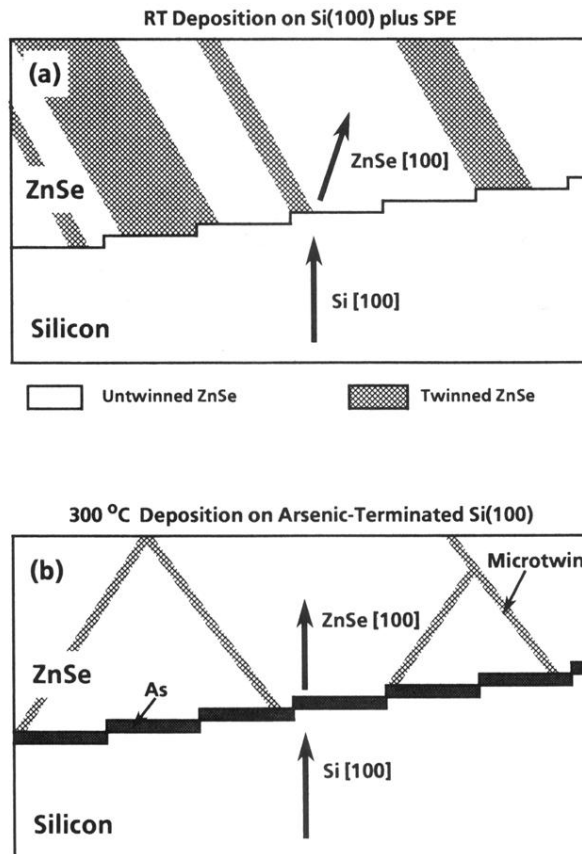 RT Deposition on Si(100) plus SPE
(a)
ZnSe [100]
ZnSe
Si [100]
Silicon
Untwinned ZnSe
Twinned ZnSe
300 °C Deposition on Arsenic-Terminated Si(100)
(b)
Microtwin
ZnSe [100]
ZnSe
As
Si [100]
Silicon